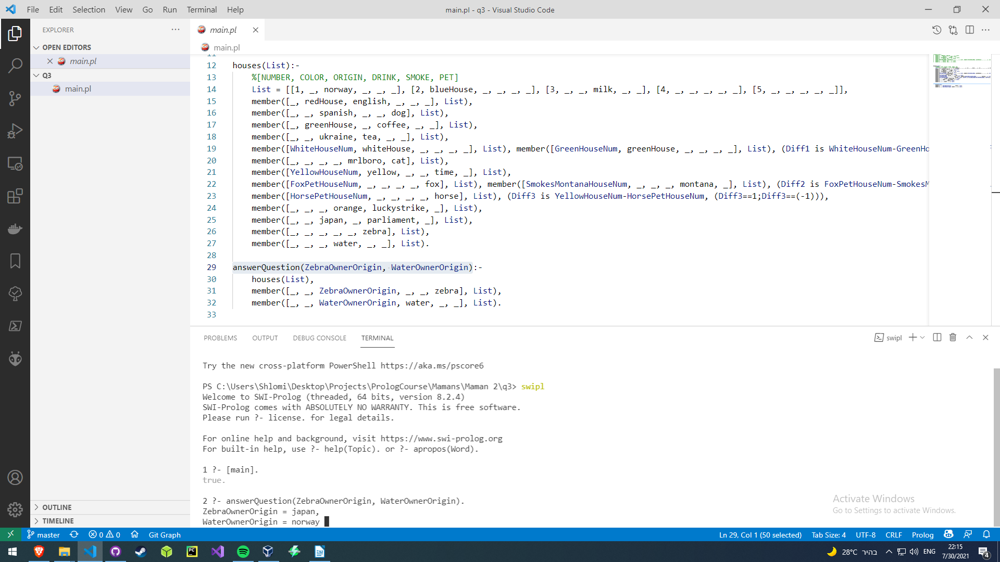 File Edit Selection View Go Run Terminal Help
main.pl - q3 - Visual Studio Code
EXPLORER
OPEN EDITORS
main.pl
Q3
main.pl
OUTLINE
TIMELINE
main.pl
main.pl
11
12 houses(List):-
13 %[NUMBER, COLOR, ORIGIN, DRINK, SMOKE, PET]
14 List = [[1, _, norway, _, _, _], [2, blueHouse, _, _, _, _], [3, _, _, milk, _, _], [4, _, _, _, _, _], [5, _, _, _, _, _]],
15 member([_, redHouse, english, _, _, _], List),
16 member([_, _, spanish, _, _, dog], List),
17 member([_, greenHouse, _, coffee, _, _], List),
18 member([_, _, ukraine, tea, _, _], List),
19 member([WhiteHouseNum, whiteHouse, _, _, _, _], List), member([GreenHouseNum, greenHouse, _, _, _, _], List), (Diff1 is WhiteHouseNum-GreenHo
20 member([_, _, _, _, mrlboro, cat], List),
21 member([YellowHouseNum, yellow, _, _, time, _], List),
22 member([FoxPetHouseNum, _, _, _, _, fox], List), member([SmokesMontanaHouseNum, _, _, _, montana, _], List), (Diff2 is FoxPetHouseNum-SmokesM
23 member([HorsePetHouseNum, _, _, _, _, horse], List), (Diff3 is YellowHouseNum-HorsePetHouseNum, (Diff3==1;Diff3==(-1))),
24 member([_, _, _, orange, luckystrike, _], List),
25 member([_, _, japan, _, parliament, _], List),
26 member([_, _, _, _, _, zebra], List),
27 member([_, _, _, water, _, _], List).
28
29 answerQuestion(ZebraOwnerOrigin, WaterOwnerOrigin):-
30 houses(List),
31 member([_, _, ZebraOwnerOrigin, _, _, zebra], List),
32 member([_, _, WaterOwnerOrigin, water, _, _], List).
33
PROBLEMS OUTPUT DEBUG CONSOLE TERMINAL
swipl
Try the new cross-platform PowerShell https://aka.ms/pscore6
PS C:\Users\Shlomi\Desktop\Projects\PrologCourse\Mamans\Maman 2\q3> swipl
Welcome to SWI-Prolog (threaded, 64 bits, version 8.2.4)
SWI-Prolog comes with ABSOLUTELY NO WARRANTY. This is free software.
Please run ?- license. for legal details.
For online help and background, visit https://www.swi-prolog.org
For built-in help, use ?- help(Topic). or ?- apropos(Word).
1 ?- [main].
true.
2 ?- answerQuestion(ZebraOwnerOrigin, WaterOwnerOrigin).
ZebraOwnerOrigin = japan,
WaterOwnerOrigin = norway
Activate Windows
Go to Settings to activate Windows.
master 0 0 Git Graph
Ln 29, Col 1 (50 selected) Tab Size: 4 UTF-8 CRLF Prolog
PC
28°C בהיר ENG
22:15
7/30/2021
4